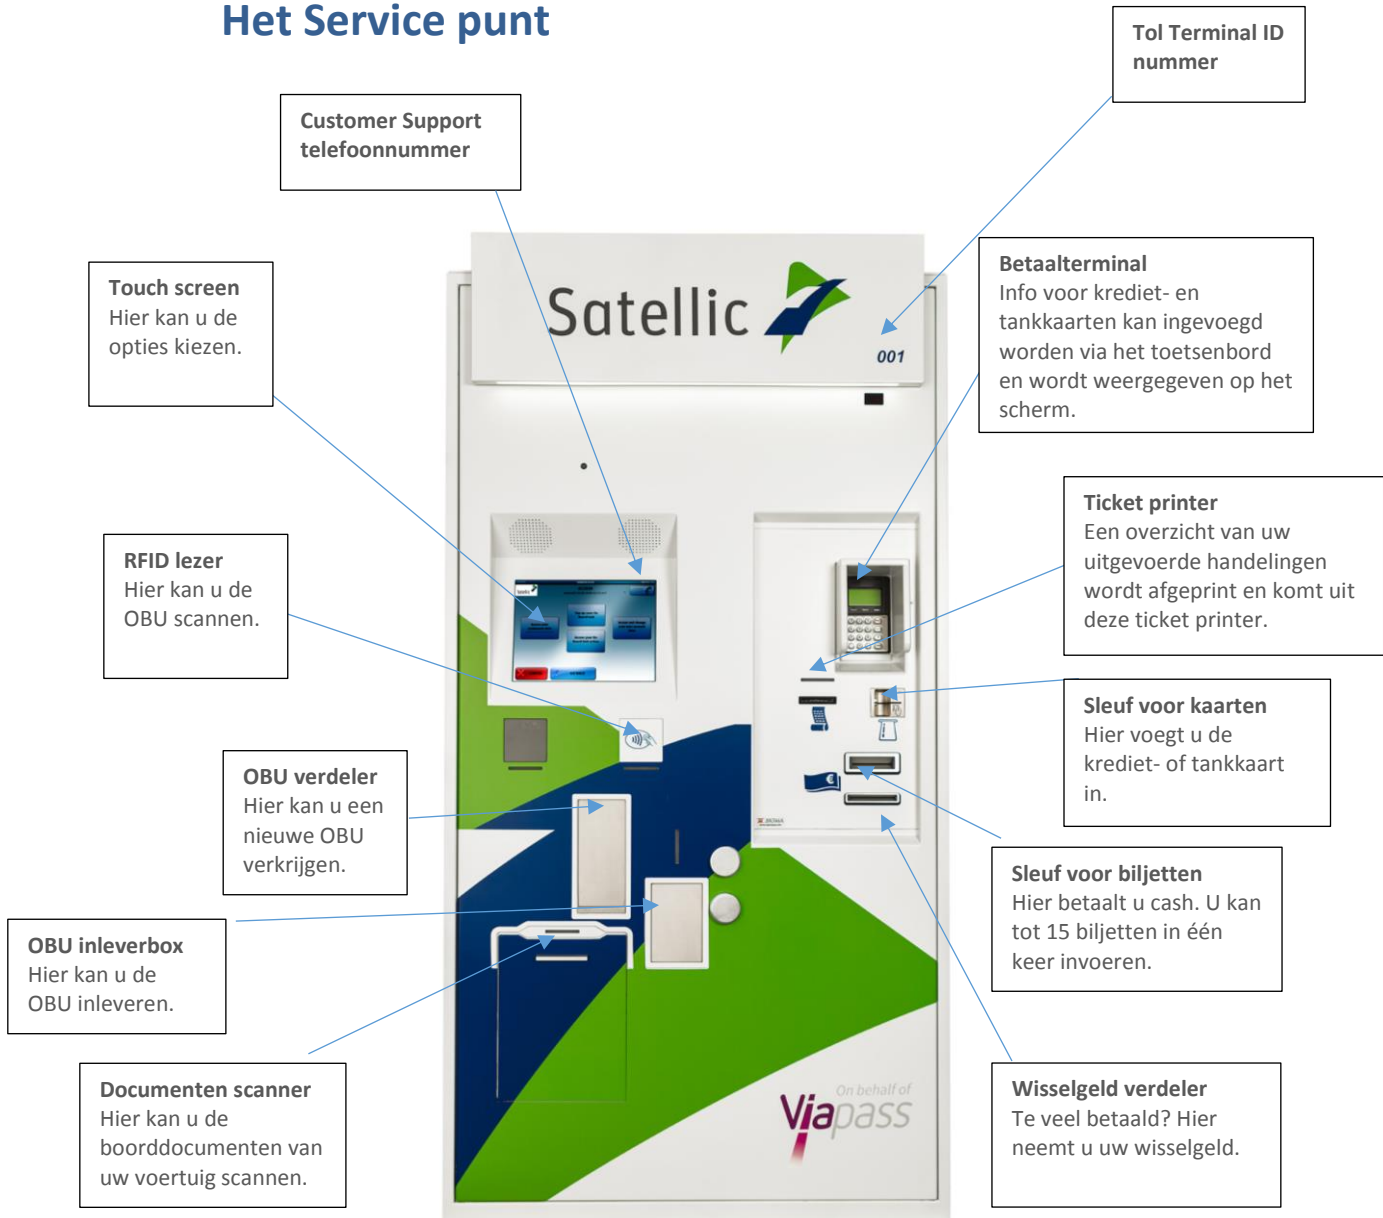 Het Service punt
Tol Terminal ID
nummer
Customer Support
telefoonnummer
Betaalterminal
Info voor krediet- en
tankkaarten kan ingevoegd
worden via het toetsenbord
en wordt weergegeven op het
scherm.
Touch screen
Hier kan u de
opties kiezen.
Satellic
001
Ticket printer
Een overzicht van uw
uitgevoerde handelingen
wordt afgeprint en komt uit
deze ticket printer.
RFID lezer
Hier kan u de
OBU scannen.
Sleuf voor kaarten
Hier voegt u de
krediet- of tankkaart
in.
OBU verdeler
Hier kan u een
nieuwe OBU
verkrijgen.
Sleuf voor biljetten
Hier betaalt u cash. U kan
tot 15 biljetten in één
keer invoeren.
OBU inleverbox
Hier kan u de
OBU inleveren.
Documenten scanner
Hier kan u de
boorddocumenten van
uw voertuig scannen.
On behalf of
Viapass
Wisselgeld verdeler
Te veel betaald? Hier
neemt u uw wisselgeld.